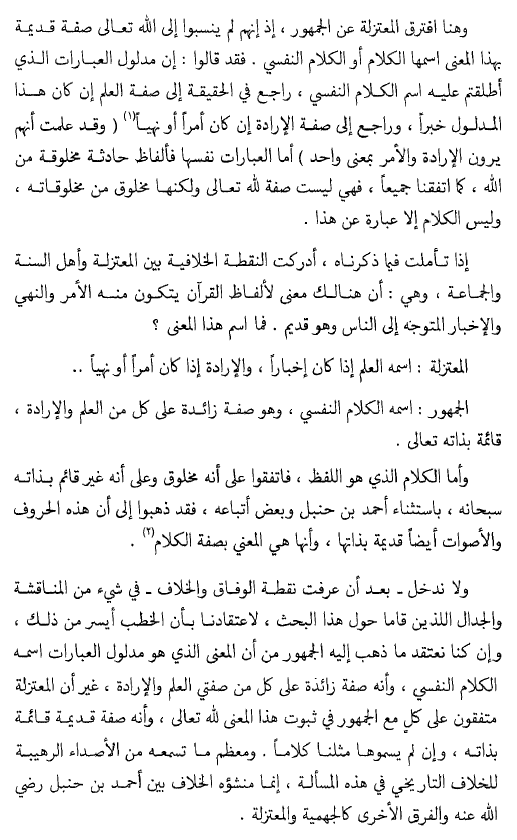 وهنا افترق المعتزلة عن الجمهور ، إذ إنهم لم ينسبوا إلى الله تعالى صفة قديمة
بهذا المعنى اسمها الكلام أو الكلام النفسي . فقد قالوا : إن مدلول العبارات الذي
أطلقتم عليه اسم الكلام النفسي ، راجع في الحقيقة إلى صفة العلم إن كان هذا
المدلول خبراً ، وراجع إلى صفة الإرادة إن كان أمراً أو نهياً(١) ( وقد علمت أنهم
يرون الإرادة والأمر بمعنى واحد ) أما العبارات نفسها فألفاظ حادثة مخلوقة من
الله ، كما اتفقنا جميعاً ، فهي ليست صفة لله تعالى ولكنها مخلوق من مخلوقاته ،
وليس الكلام إلا عبارة عن هذا .
إذا تأملت فيما ذكرناه ، أدركت النقطة الخلافية بين المعتزلة وأهل السنة
والجماعة ، وهي : أن هنالك معنى لألفاظ القرآن يتكون منه الأمر والنهي
والإخبار المتوجه إلى الناس وهو قديم . فما اسم هذا المعنى ؟
المعتزلة : اسمه العلم إذا كان إخباراً ، والإرادة إذا كان أمراً أو نهياً ..
الجمهور : اسمه الكلام النفسي ، وهو صفة زائدة على كل من العلم والإرادة ،
قائمة بذاته تعالى .
وأما الكلام الذي هو اللفظ ، فاتفقوا على أنه مخلوق وعلى أنه غير قائم بذاته
سبحانه ، باستثناء أحمد بن حنبل وبعض أتباعه ، فقد ذهبوا إلى أن هذه الحروف
والأصوات أيضاً قديمة بذاتها ، وأنها هي المعني بصفة الكلام(٢) .
ولا ندخل ـ بعد أن عرفت نقطة الوفاق والخلاف ـ في شيء من المناقشة
والجدال اللذين قاما حول هذا البحث ، لاعتقادنا بأن الخطب أيسر من ذلك ،
وإن كنا نعتقد ما ذهب إليه الجمهور من أن المعنى الذي هو مدلول العبارات اسمه
الكلام النفسي ، وأنه صفة زائدة على كل من صفتي العلم والإرادة ، غير أن المعتزلة
متفقون على كلٍ مع الجمهور في ثبوت هذا المعنى لله تعالى ، وأنه صفة قديمة قائمة
بذاته ، وإن لم يسموها مثلنا كلاماً . ومعظم ما تسمعه من الأصداء الرهيبة
للخلاف التاريخي في هذه المسألة ، إنما منشؤه الخلاف بين أحمد بن حنبل رضي
الله عنه والفرق الأخرى كالجهمية والمعتزلة .